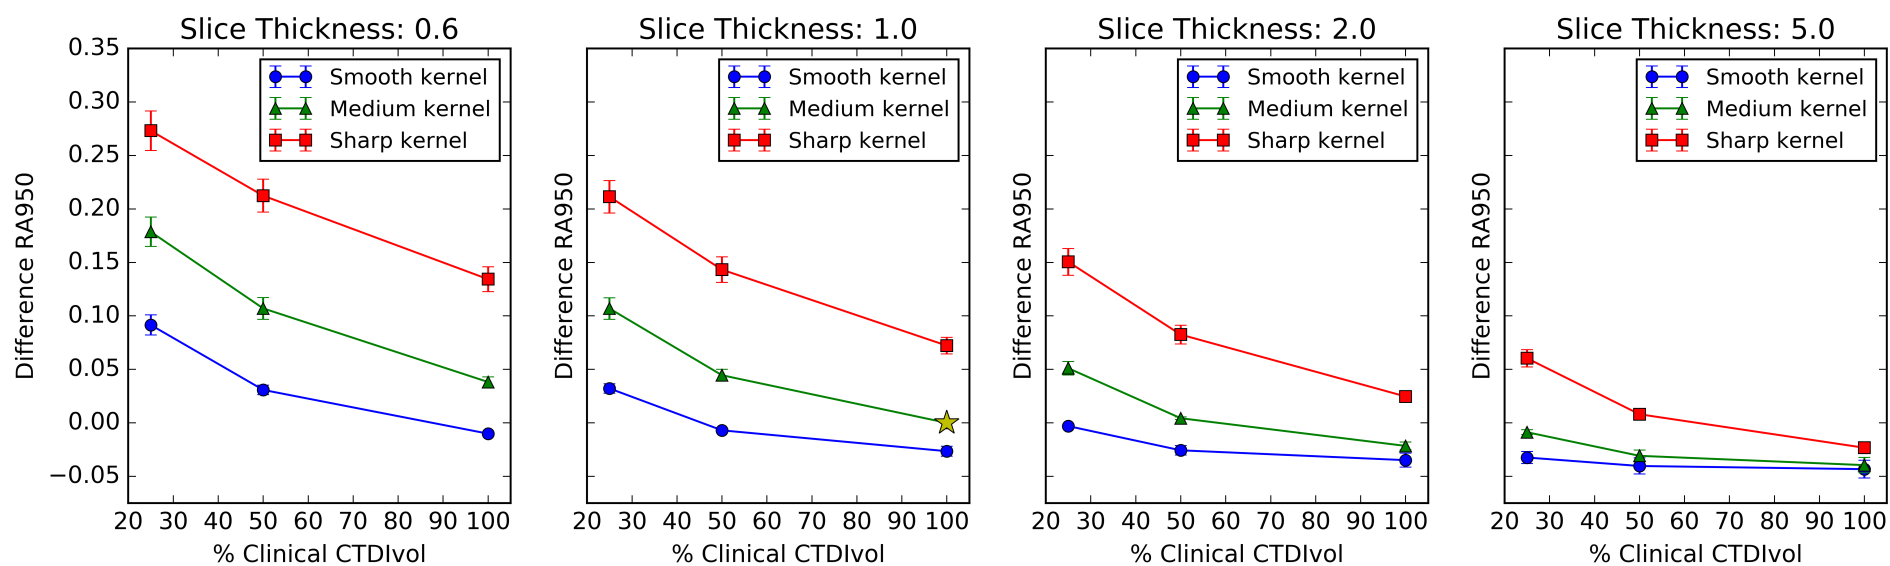 Slice Thickness: 0.6
0.35
0.30
0.25
0.20
0.15
0.10
0.05
0.00
−0.05
Difference RA950
Smooth kernel
Medium kernel
Sharp kernel
20 30 40 50 60 70 80 90 100
% Clinical CTDIvol
Slice Thickness: 1.0
Difference RA950
Smooth kernel
Medium kernel
Sharp kernel
20 30 40 50 60 70 80 90 100
% Clinical CTDIvol
Slice Thickness: 2.0
Difference RA950
Smooth kernel
Medium kernel
Sharp kernel
20 30 40 50 60 70 80 90 100
% Clinical CTDIvol
Slice Thickness: 5.0
Difference RA950
Smooth kernel
Medium kernel
Sharp kernel
20 30 40 50 60 70 80 90 100
% Clinical CTDIvol